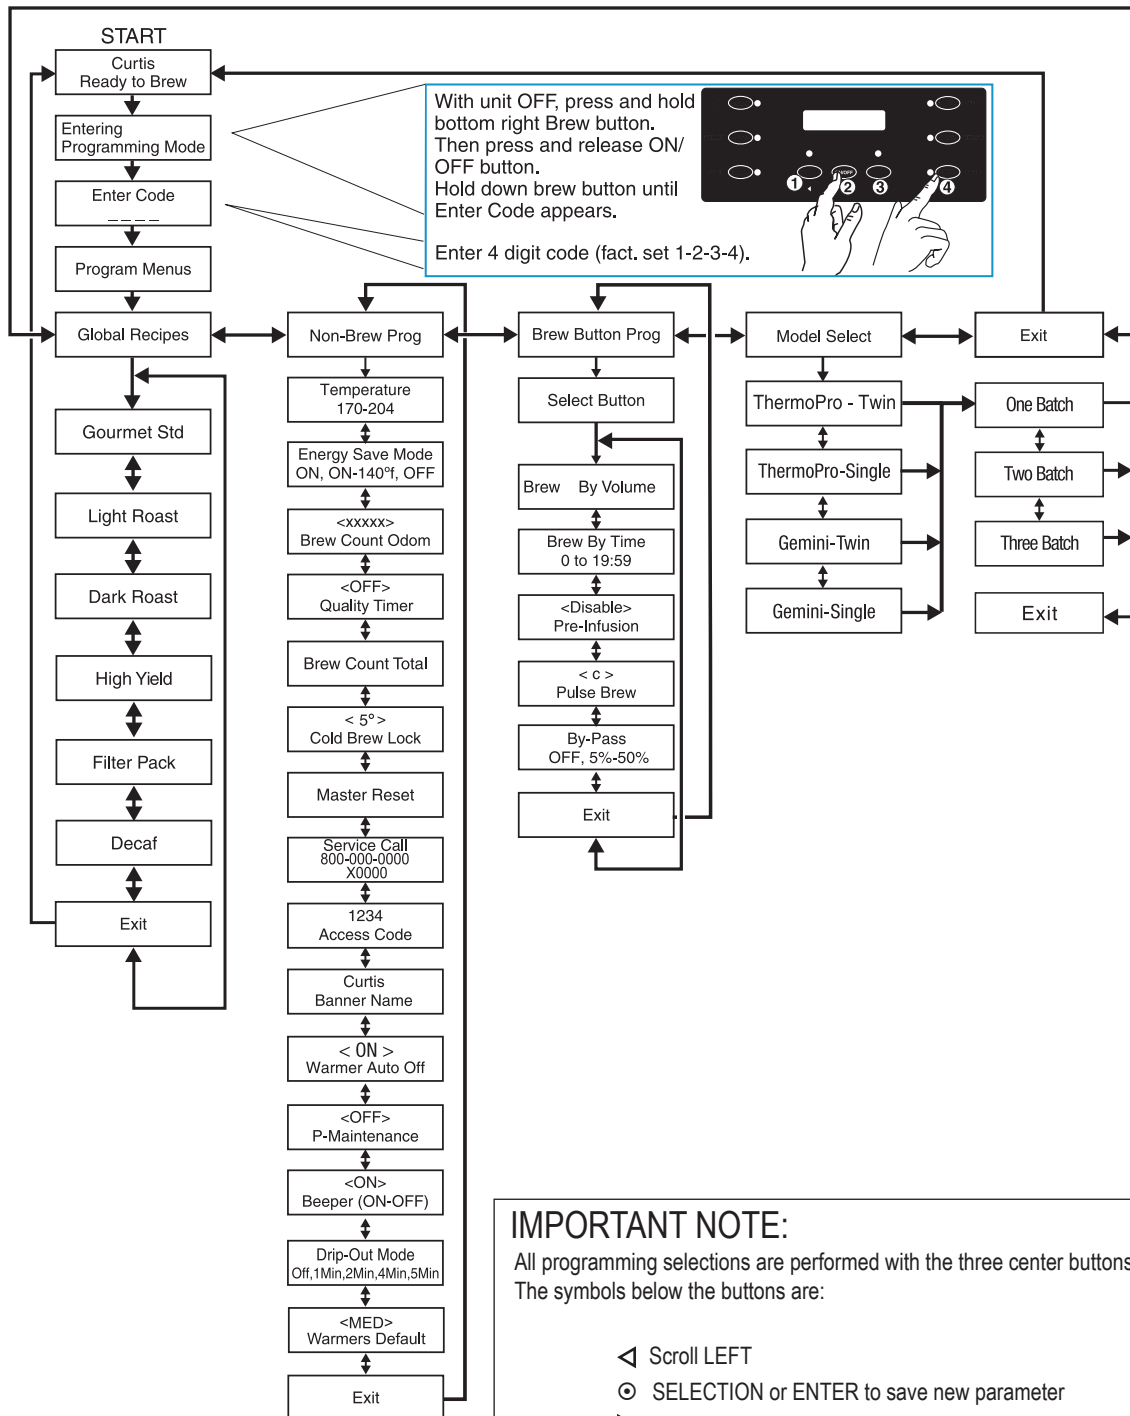 START
Curtis
Ready to Brew
Entering
Programming Mode
Enter Code
_ _ _ _
Program Menus
With unit OFF, press and hold
bottom right Brew button.
Then press and release ON/
OFF button.
Hold down brew button until
Enter Code appears.
Enter 4 digit code (fact. set 1-2-3-4).
ON/OFF
1
2
3
4
Global Recipes
Gourmet Std
Light Roast
Dark Roast
High Yield
Filter Pack
Decaf
Exit
Non-Brew Prog
Temperature
170-204
Energy Save Mode
ON, ON-140°f, OFF
<xxxxx>
Brew Count Odom
<OFF>
Quality Timer
Brew Count Total
< 5° >
Cold Brew Lock
Master Reset
Service Call
800-000-0000
X0000
1234
Access Code
Curtis
Banner Name
< ON >
Warmer Auto Off
<OFF>
P-Maintenance
<ON>
Beeper (ON-OFF)
Drip-Out Mode
Off,1Min,2Min,4Min,5Min
<MED>
Warmers Default
Exit
Brew Button Prog
Select Button
Brew By Volume
Brew By Time
0 to 19:59
<Disable>
Pre-Infusion
< c >
Pulse Brew
By-Pass
OFF, 5%-50%
Exit
Model Select
ThermoPro - Twin
ThermoPro-Single
Gemini-Twin
Gemini-Single
Exit
One Batch
Two Batch
Three Batch
Exit
IMPORTANT NOTE:
All programming selections are performed with the three center buttons
The symbols below the buttons are:
Scroll LEFT
SELECTION or ENTER to save new parameter